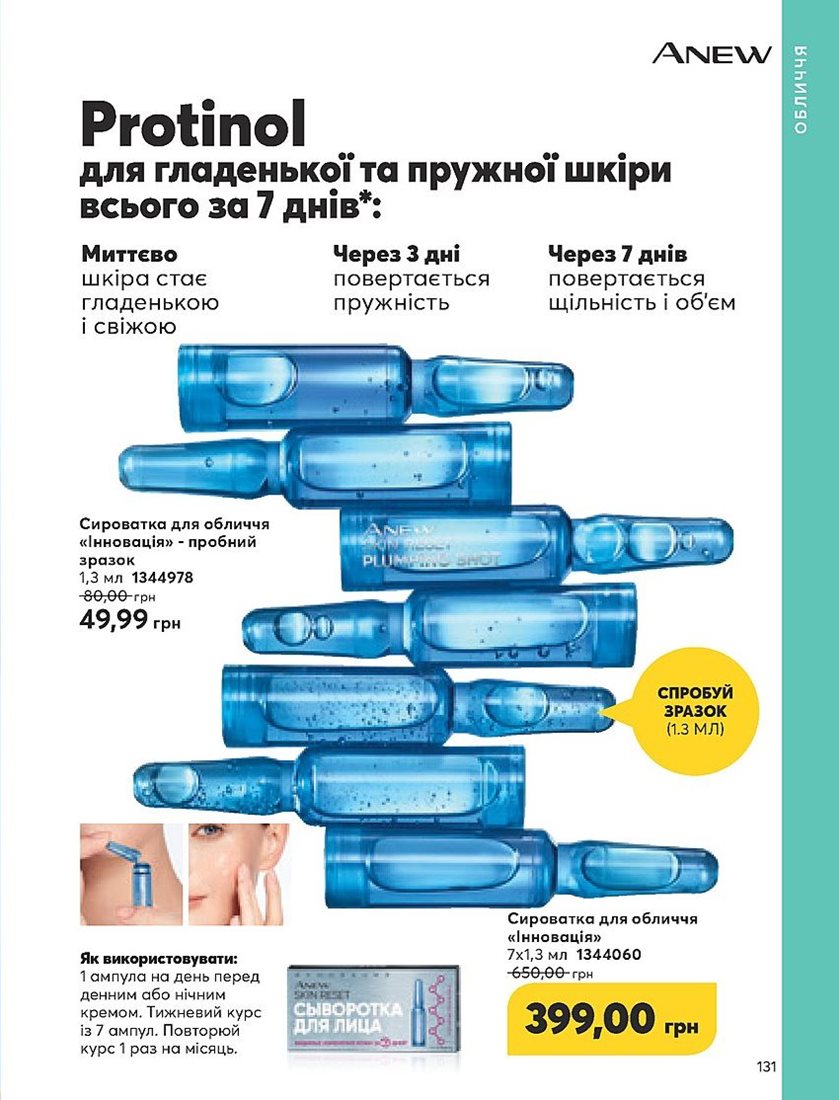 ANEW
ОБЛИЧЧЯ
Protinol
для гладенької та пружної шкіри
всього за 7 днів*:
Миттєво
шкіра стає
гладенькою
і свіжою
Через 3 дні
повертається
пружність
Через 7 днів
повертається
щільність і об'єм
ANEW
SKIN RESET
PLUMPING SHOT
Сироватка для обличчя
«Інновація» - пробний
зразок
1,3 мл 1344978
80,00 грн
49,99 грн
СПРОБУЙ
ЗРАЗОК
(1.3 МЛ)
Сироватка для обличчя
«Інновація»
7х1,3 мл 1344060
650,00 грн
399,00 грн
Як використовувати:
1 ампула на день перед
денним або нічним
кремом. Тижневий курс
із 7 ампул. Повторюй
курс 1 раз на місяць.
ANEW
SKIN RESET
СЫВОРОТКА
ДЛЯ ЛИЦА
131